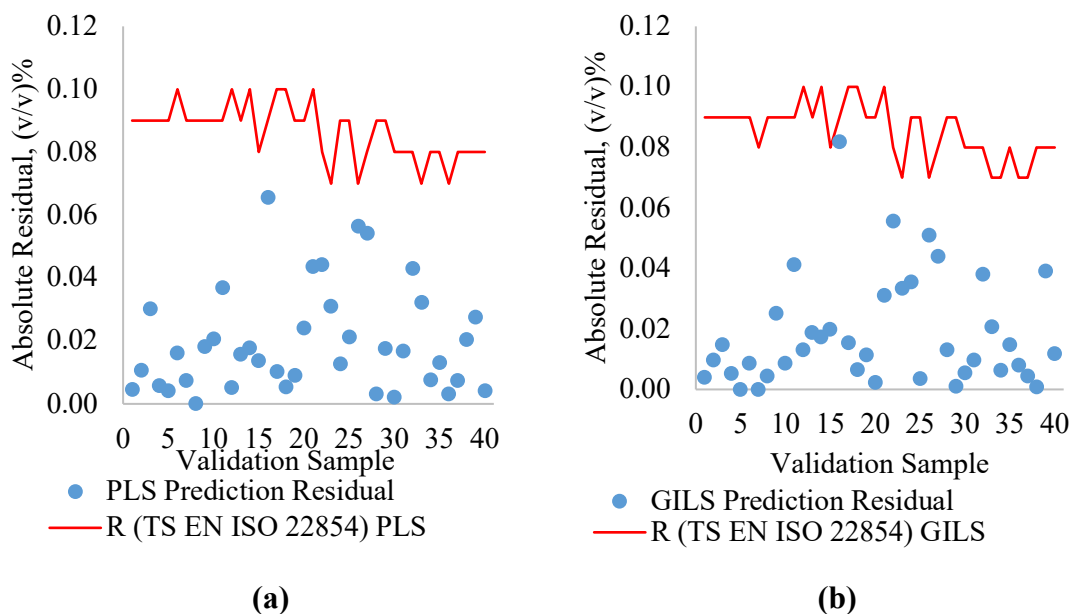 Absolute Residual, (v/v)%
0.12
0.10
0.08
0.06
0.04
0.02
0.00
0 5 10 15 20 25 30 35 40
Validation Sample
PLS Prediction Residual
R (TS EN ISO 22854) PLS
(a)
Absolute Residual, (v/v)%
0.12
0.10
0.08
0.06
0.04
0.02
0.00
0 5 10 15 20 25 30 35 40
Validation Sample
GILS Prediction Residual
R (TS EN ISO 22854) GILS
(b)